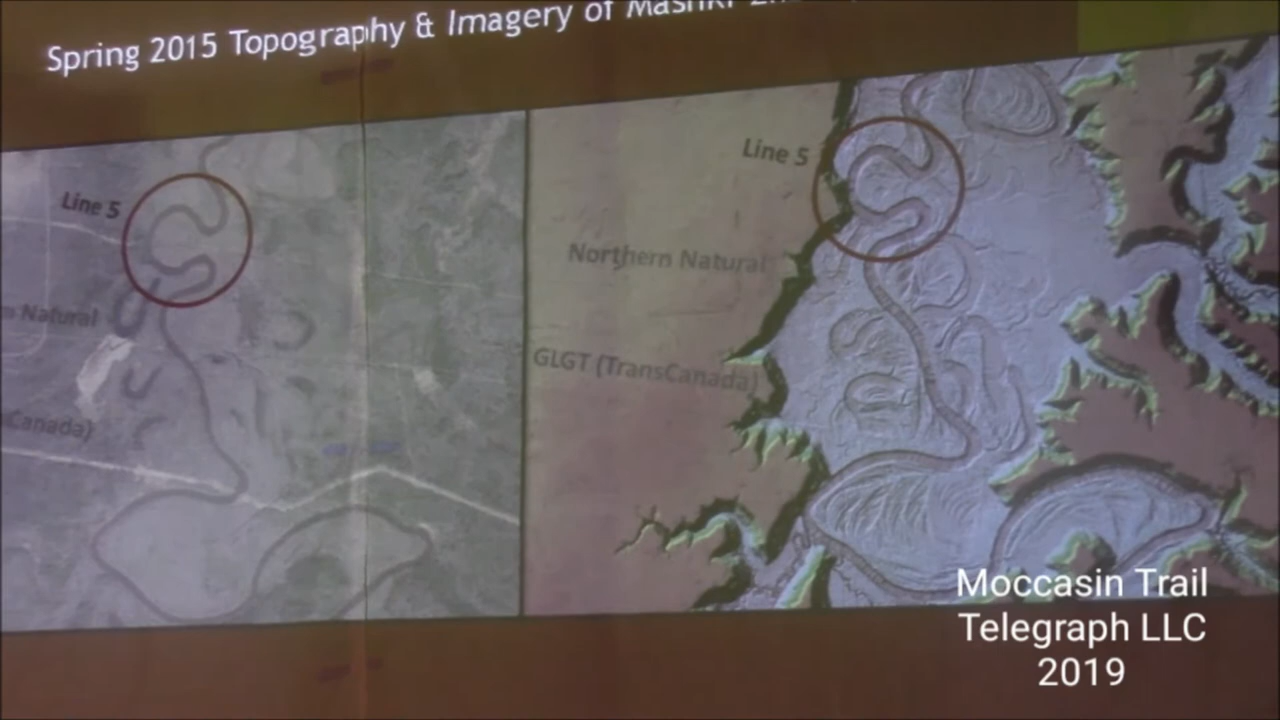 Spring 2015 Topography & Imagery of Mashki
Line 5
Natural
Canada)
Line 5
Northern Natural
GLGT (TransCanada)
Moccasin Trail
Telegraph LLC
2019